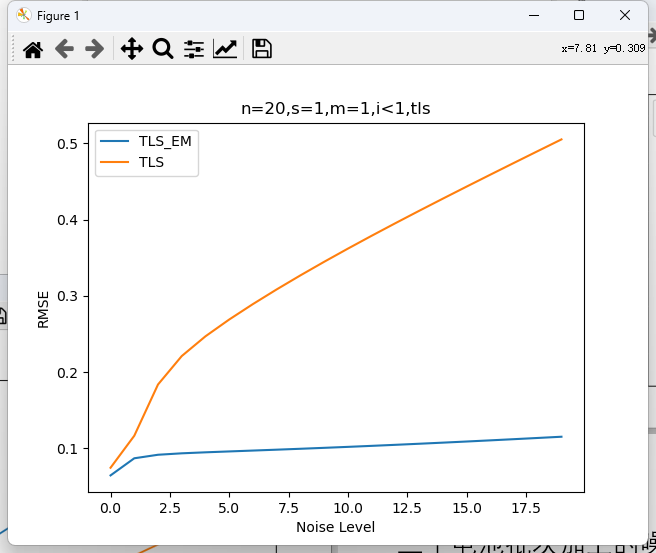 Figure 1
x=7.81 y=0.309
n=20,s=1,m=1,i<1,tls
TLS_EM
TLS
0.5
0.4
0.3
0.2
0.1
RMSE
0.0 2.5 5.0 7.5 10.0 12.5 15.0 17.5
Noise Level